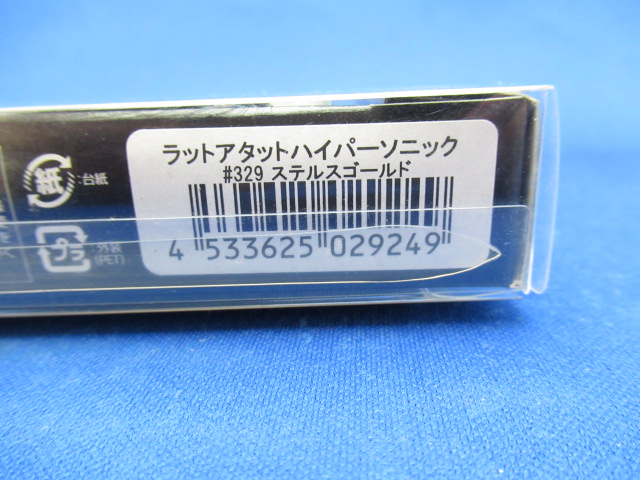 ラットアタットハイパーソニック
#329 ステルスゴールド
4 533625 029249
紙
:台紙
プラ
:外装
(PET)